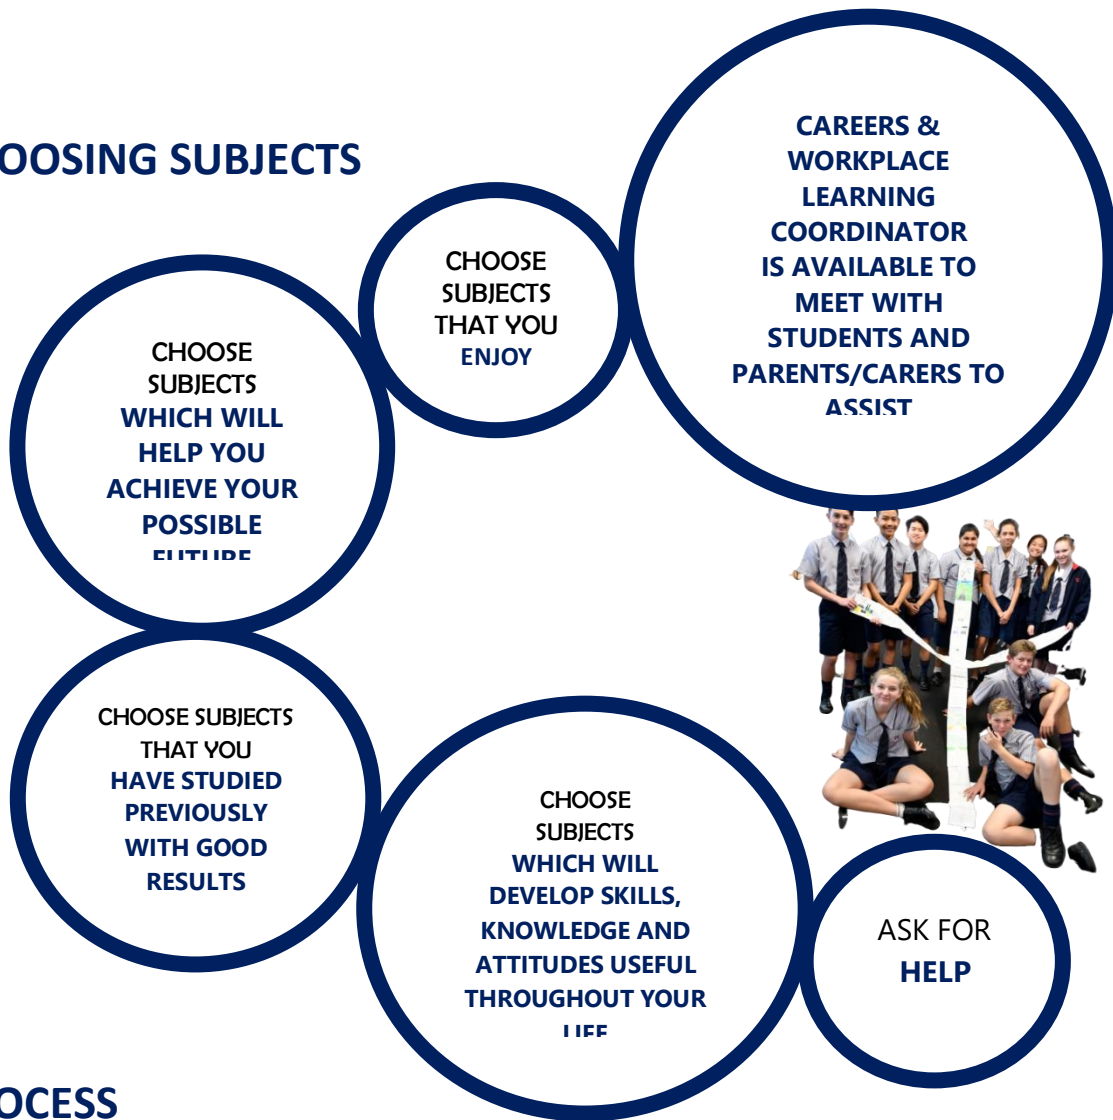 OOSING SUBJECTS
CAREERS &
WORKPLACE
LEARNING
COORDINATOR
IS AVAILABLE TO
MEET WITH
STUDENTS AND
PARENTS/CARERS TO
ASSIST
CHOOSE
SUBJECTS
THAT YOU
ENJOY
CHOOSE
SUBJECTS
WHICH WILL
HELP YOU
ACHIEVE YOUR
POSSIBLE
FUTURE
CHOOSE SUBJECTS
THAT YOU
HAVE STUDIED
PREVIOUSLY
WITH GOOD
RESULTS
CHOOSE
SUBJECTS
WHICH WILL
DEVELOP SKILLS,
KNOWLEDGE AND
ATTITUDES USEFUL
THROUGHOUT YOUR
LIFE
ASK FOR
HELP
OCESS